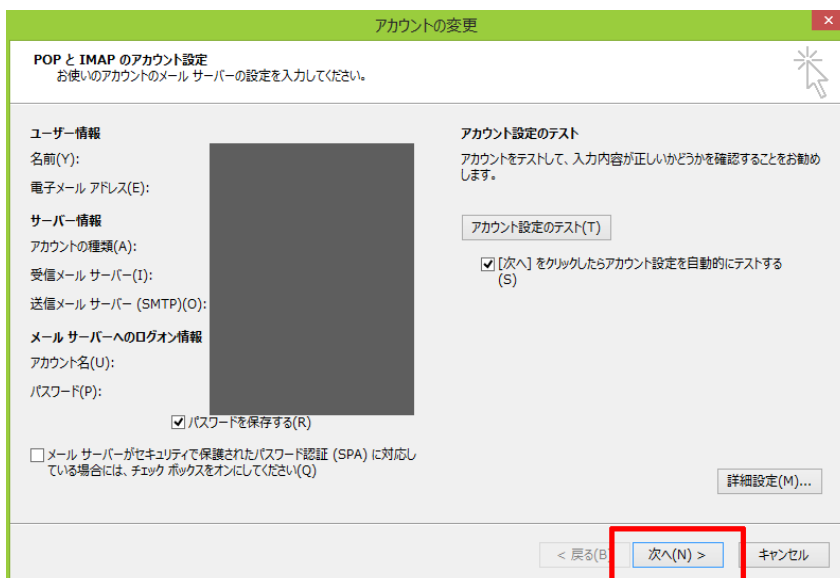 アカウントの変更
POP と IMAP のアカウント設定
お使いのアカウントのメール サーバーの設定を入力してください。
ユーザー情報
名前(Y):
電子メール アドレス(E):
サーバー情報
アカウントの種類(A):
受信メール サーバー(I):
送信メール サーバー (SMTP)(O):
メール サーバーへのログオン情報
アカウント名(U):
パスワード(P):
パスワードを保存する(R)
メール サーバーがセキュリティで保護されたパスワード認証 (SPA) に対応し
ている場合には、チェック ボックスをオンにしてください(Q)
アカウント設定のテスト
アカウントをテストして、入力内容が正しいかどうかを確認することをお勧め
します。
アカウント設定のテスト(T)
[次へ] をクリックしたらアカウント設定を自動的にテストする
(S)
詳細設定(M)...
< 戻る(B
次へ(N) >
キャンセル